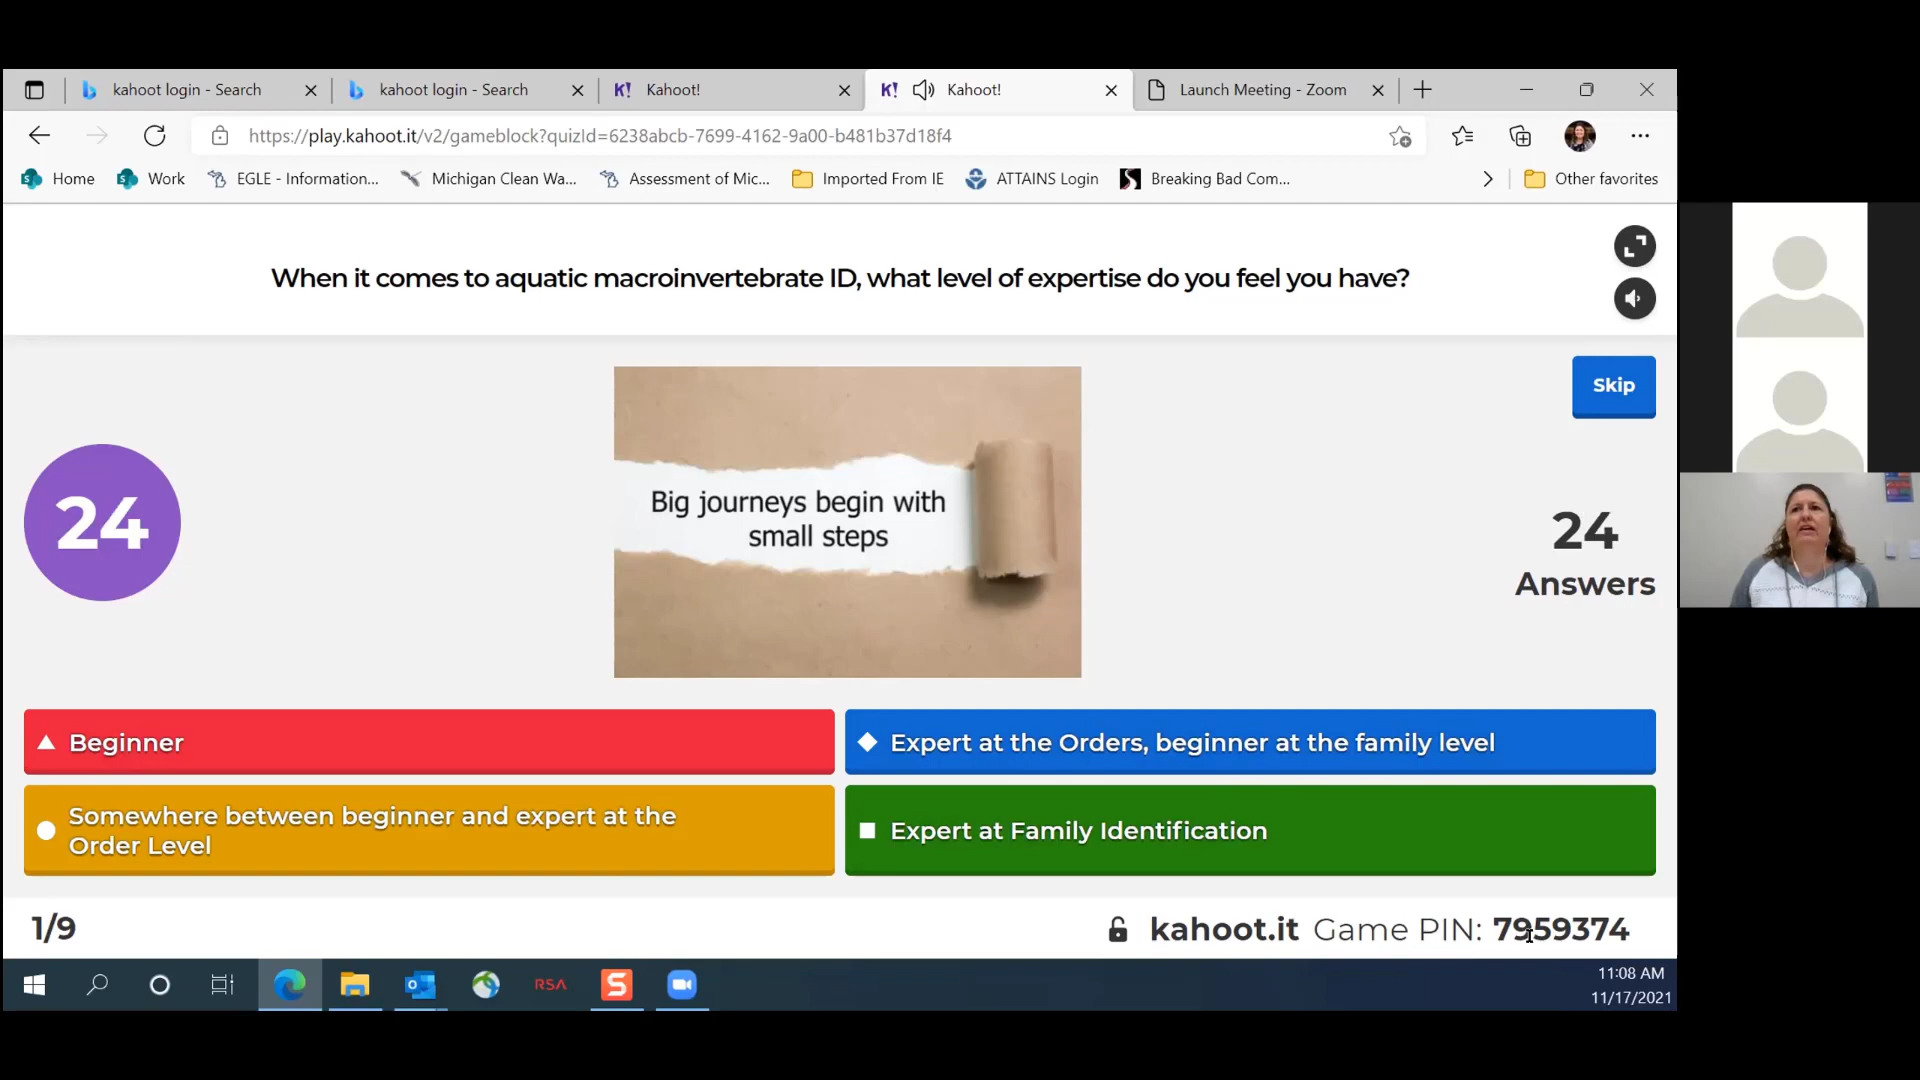 kahoot login - Search
kahoot login - Search
K! Kahoot!
K! Kahoot!
Launch Meeting - Zoom
https://play.kahoot.it/v2/gameblock?quizId=6238abcb-7699-4162-9a00-b481b37d18f4
Home
Work
EGLE - Information...
Michigan Clean Wa...
Assessment of Mic...
Imported From IE
ATTAINS Login
Breaking Bad Com...
Other favorites
When it comes to aquatic macroinvertebrate ID, what level of expertise do you feel you have?
Skip
24
Big journeys begin with
small steps
24
Answers
Beginner
Expert at the Orders, beginner at the family level
Somewhere between beginner and expert at the
Order Level
Expert at Family Identification
1/9
kahoot.it Game PIN: 7959374
RSA
11:08 AM
11/17/2021